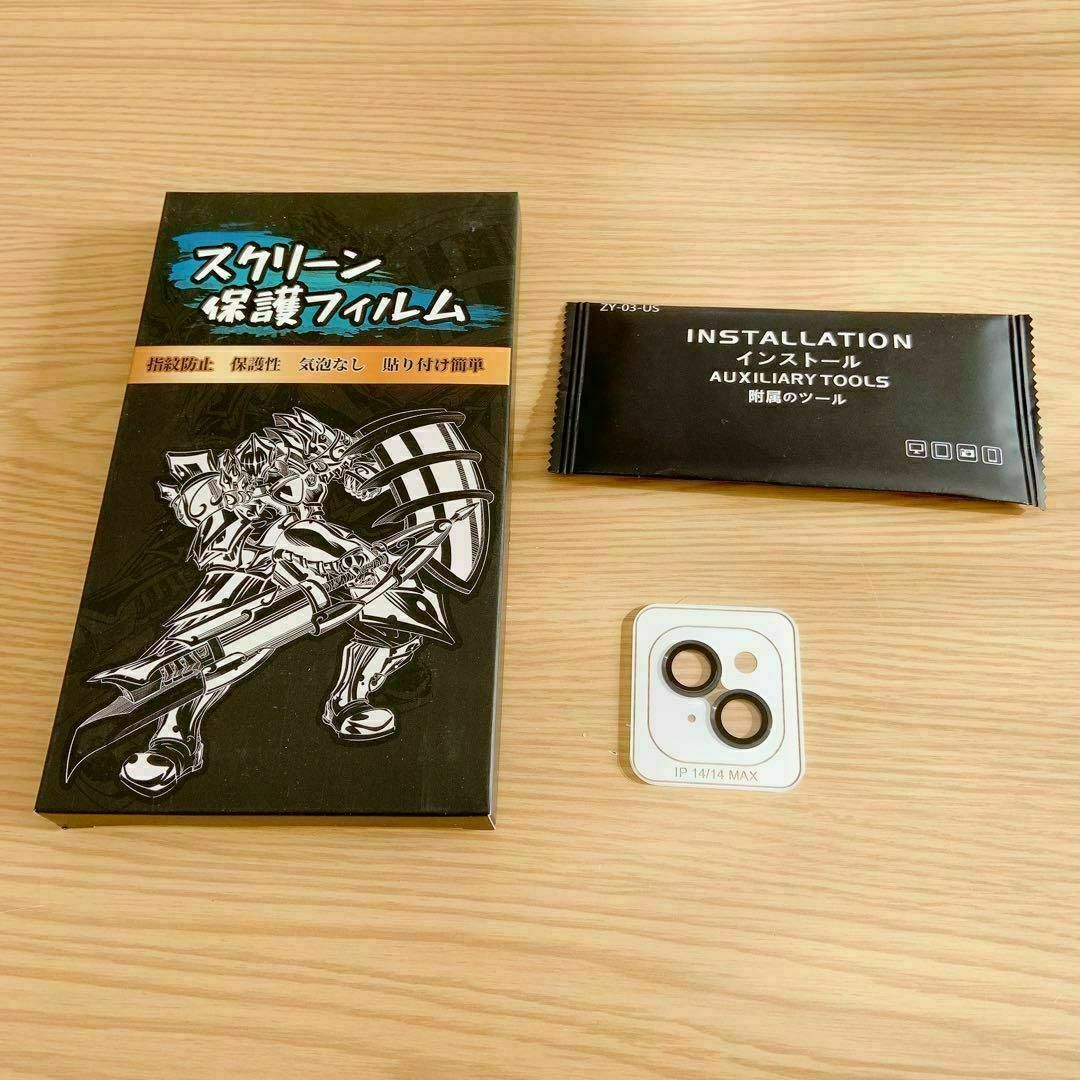 スクリーン
保護フィルム
指紋防止 保護性 気泡なし 貼り付け簡単
ZY-03-US
INSTALLATION
インストール
AUXILIARY TOOLS
附属のツール
IP 14/14 MAX